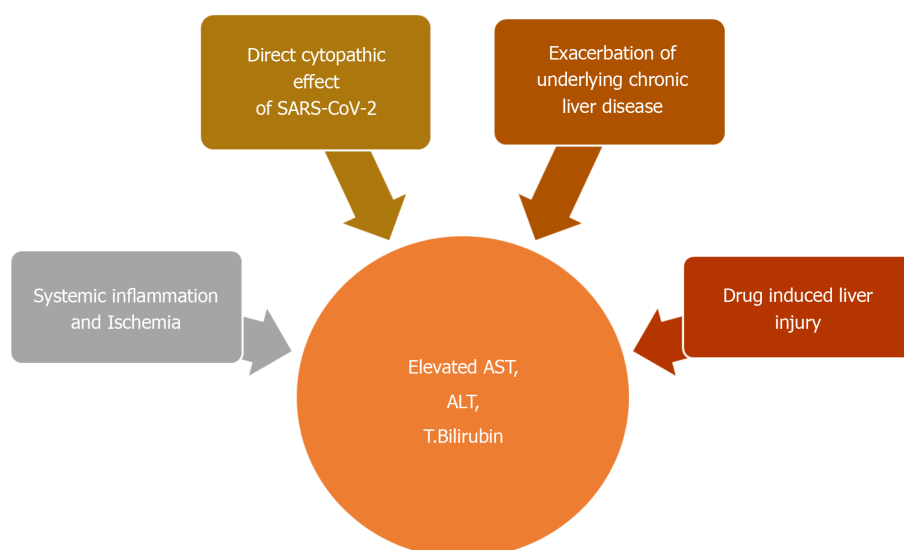 Direct cytopathic
effect
of SARS-CoV-2
Exacerbation of
underlying chronic
liver disease
Systemic inflammation
and Ischemia
Drug induced liver
injury
Elevated AST,
ALT,
T.Bilirubin